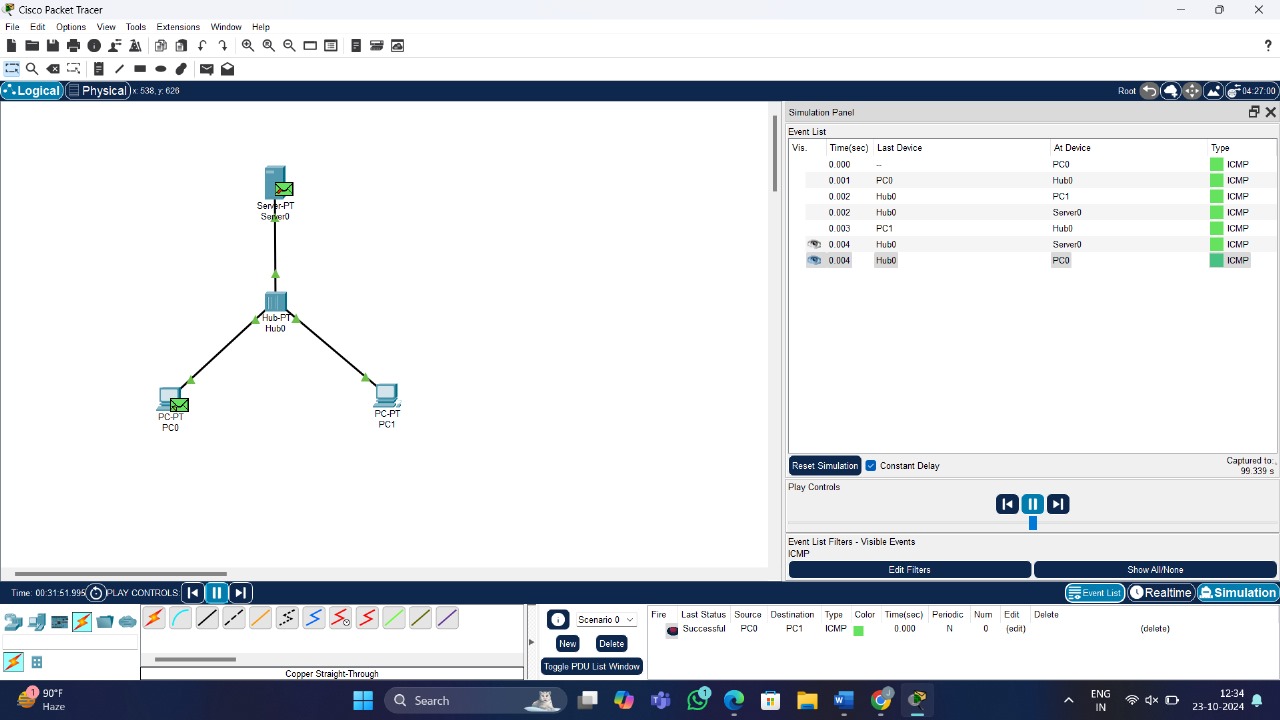 Cisco Packet Tracer
File Edit Options View Tools Extensions Window Help
Logical Physical x: 538, y: 626 Root 04:27:00
Simulation Panel
Event List
Vis. Time(sec) Last Device At Device Type
0.000 -- PC0 ICMP
0.001 PC0 Hub0 ICMP
0.002 Hub0 PC1 ICMP
0.002 Hub0 Server0 ICMP
0.003 PC1 Hub0 ICMP
0.004 Hub0 Server0 ICMP
0.004 Hub0 PC0 ICMP
Server-PT
Server0
Hub-PT
Hub0
PC-PT
PC0
PC-PT
PC1
Reset Simulation Constant Delay Captured to:
99.339 s
Play Controls
Event List Filters - Visible Events
ICMP
Edit Filters Show All/None
Time: 00:31:51.995 PLAY CONTROLS: Event List Realtime Simulation
Scenario 0
New Delete
Toggle PDU List Window
Fire Last Status Source Destination Type Color Time(sec) Periodic Num Edit Delete
Successful PC0 PC1 ICMP 0.000 N 0 (edit) (delete)
Copper Straight-Through
1
90°F
Haze
Search
1
ENG
IN
12:34
23-10-2024